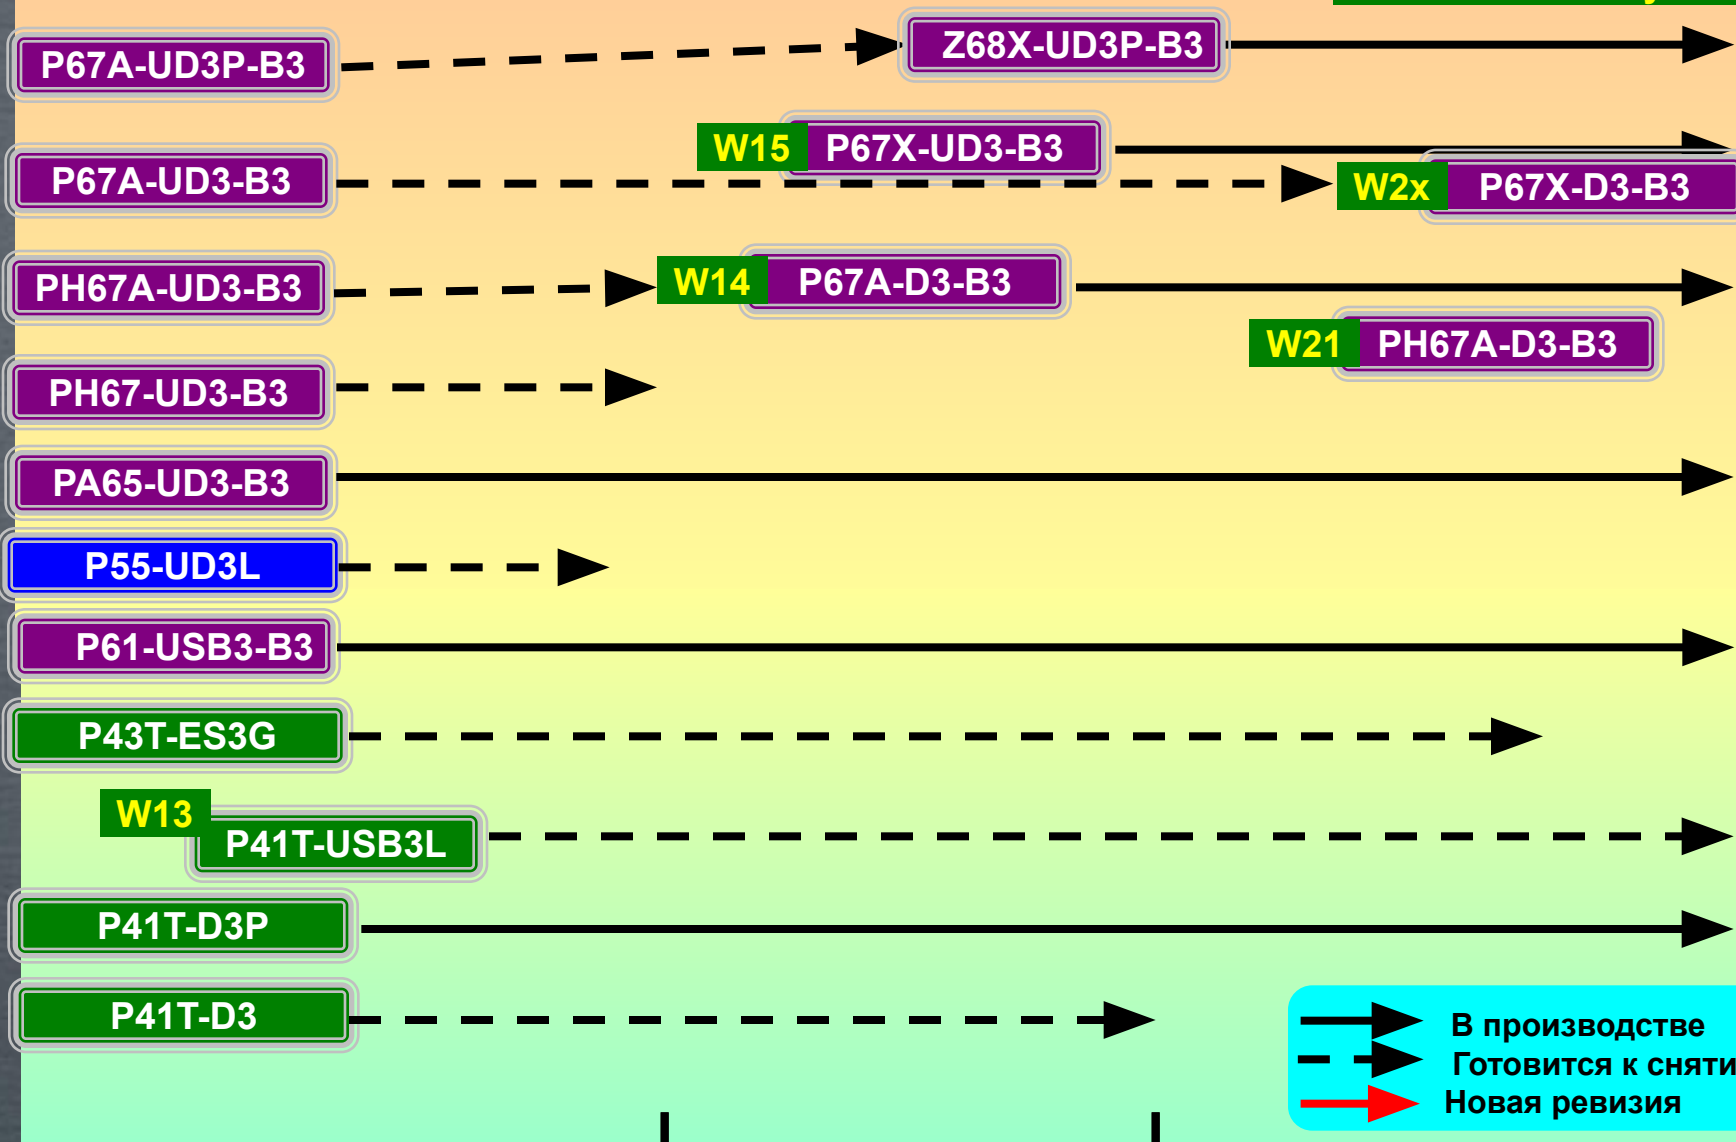 P67A-UD3P-B3
Z68X-UD3P-B3
W15 P67X-UD3-B3
P67A-UD3-B3
W2x P67X-D3-B3
PH67A-UD3-B3
W14 P67A-D3-B3
W21 PH67A-D3-B3
PH67-UD3-B3
PA65-UD3-B3
P55-UD3L
P61-USB3-B3
P43T-ES3G
W13
P41T-USB3L
P41T-D3P
P41T-D3
В производстве
Готовится к сняти
Новая ревизия